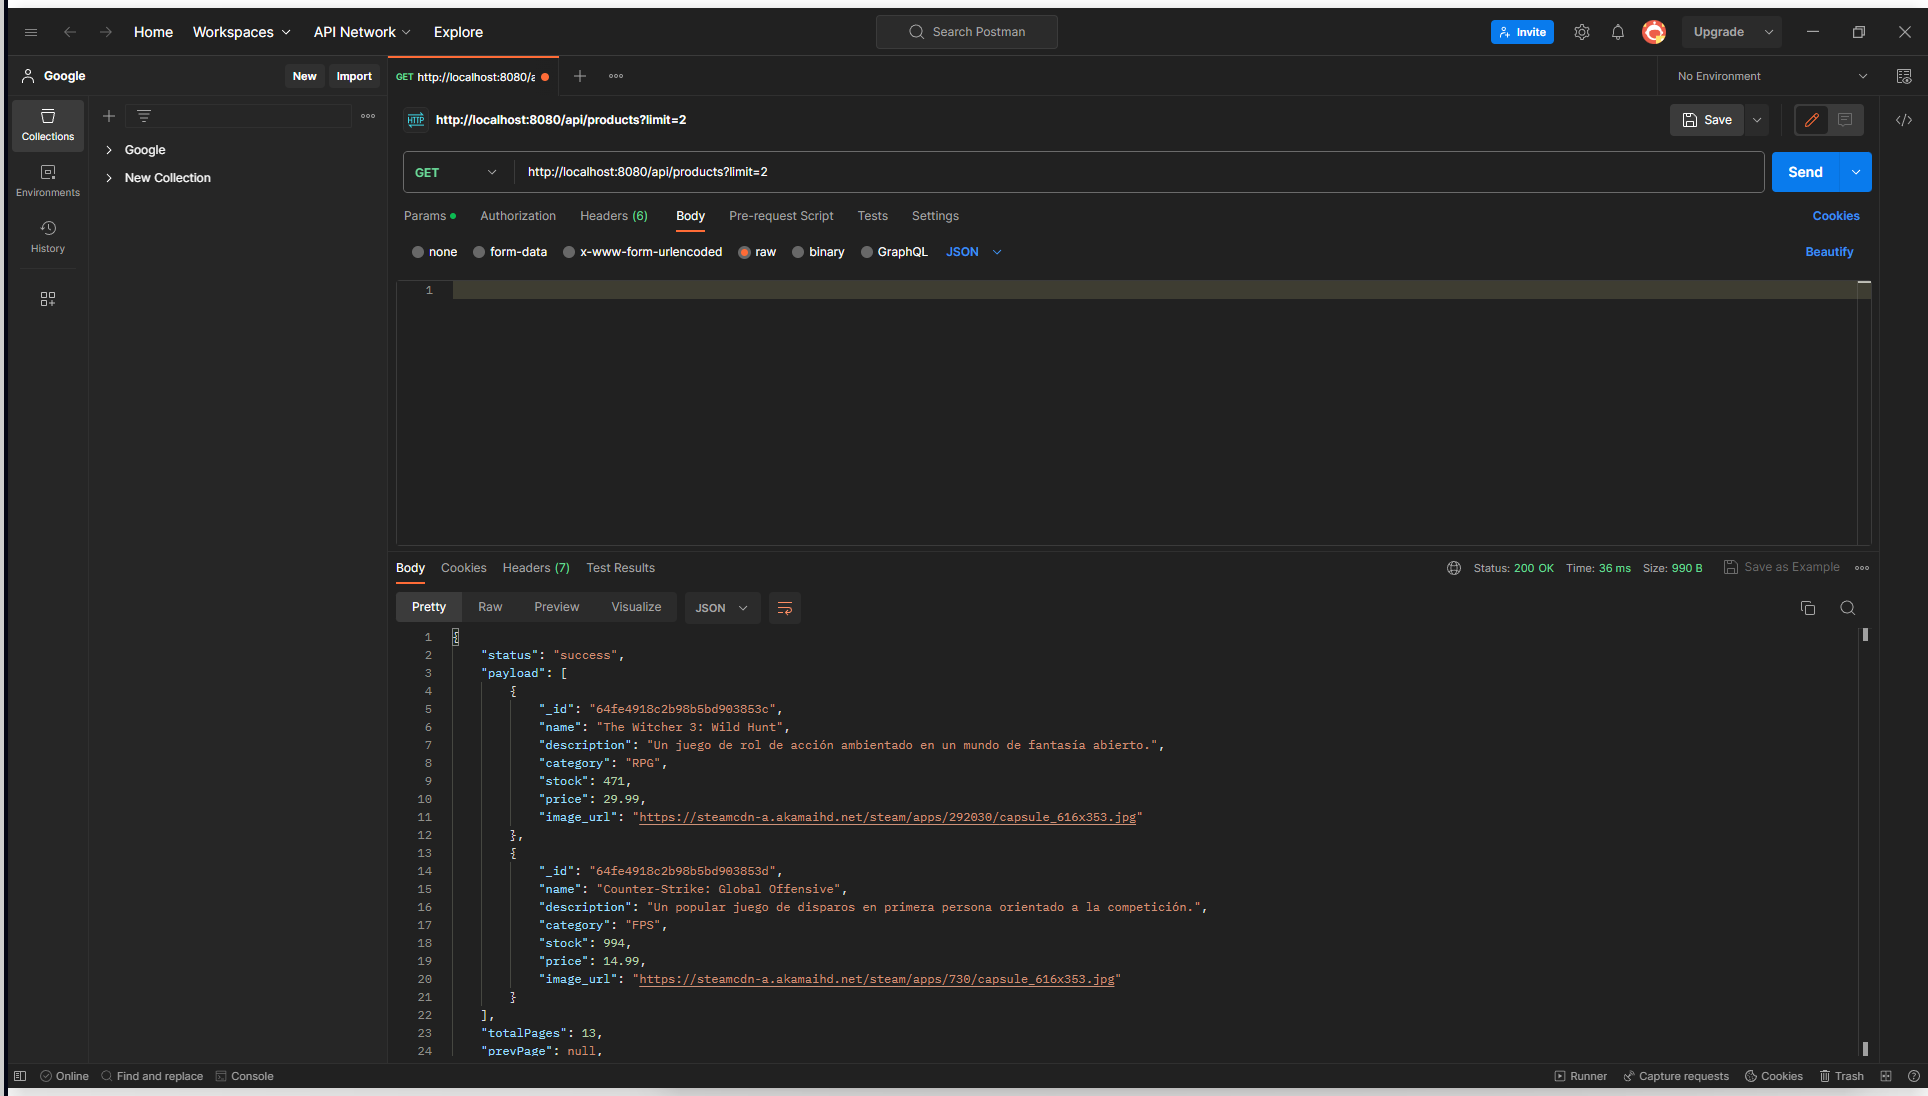 Home Workspaces API Network Explore Search Postman Invite Upgrade
Google New Import GET http://localhost:8080/a No Environment
Collections
Environments
History
Google
New Collection
HTTP http://localhost:8080/api/products?limit=2 Save
GET http://localhost:8080/api/products?limit=2 Send
Params Authorization Headers (6) Body Pre-request Script Tests Settings Cookies
none form-data x-www-form-urlencoded raw binary GraphQL JSON Beautify
1
Body Cookies Headers (7) Test Results Status: 200 OK Time: 36 ms Size: 990 B Save as Example
Pretty Raw Preview Visualize JSON
1 {
2 "status": "success",
3 "payload": [
4 {
5 "_id": "64fe4918c2b98b5bd903853c",
6 "name": "The Witcher 3: Wild Hunt",
7 "description": "Un juego de rol de acción ambientado en un mundo de fantasía abierto.",
8 "category": "RPG",
9 "stock": 471,
10 "price": 29.99,
11 "image_url": "https://steamcdn-a.akamaihd.net/steam/apps/292030/capsule_616x353.jpg"
12 },
13 {
14 "_id": "64fe4918c2b98b5bd903853d",
15 "name": "Counter-Strike: Global Offensive",
16 "description": "Un popular juego de disparos en primera persona orientado a la competición.",
17 "category": "FPS",
18 "stock": 994,
19 "price": 14.99,
20 "image_url": "https://steamcdn-a.akamaihd.net/steam/apps/730/capsule_616x353.jpg"
21 }
22 ],
23 "totalPages": 13,
24 "prevPage": null,
Online Find and replace Console Runner Capture requests Cookies Trash